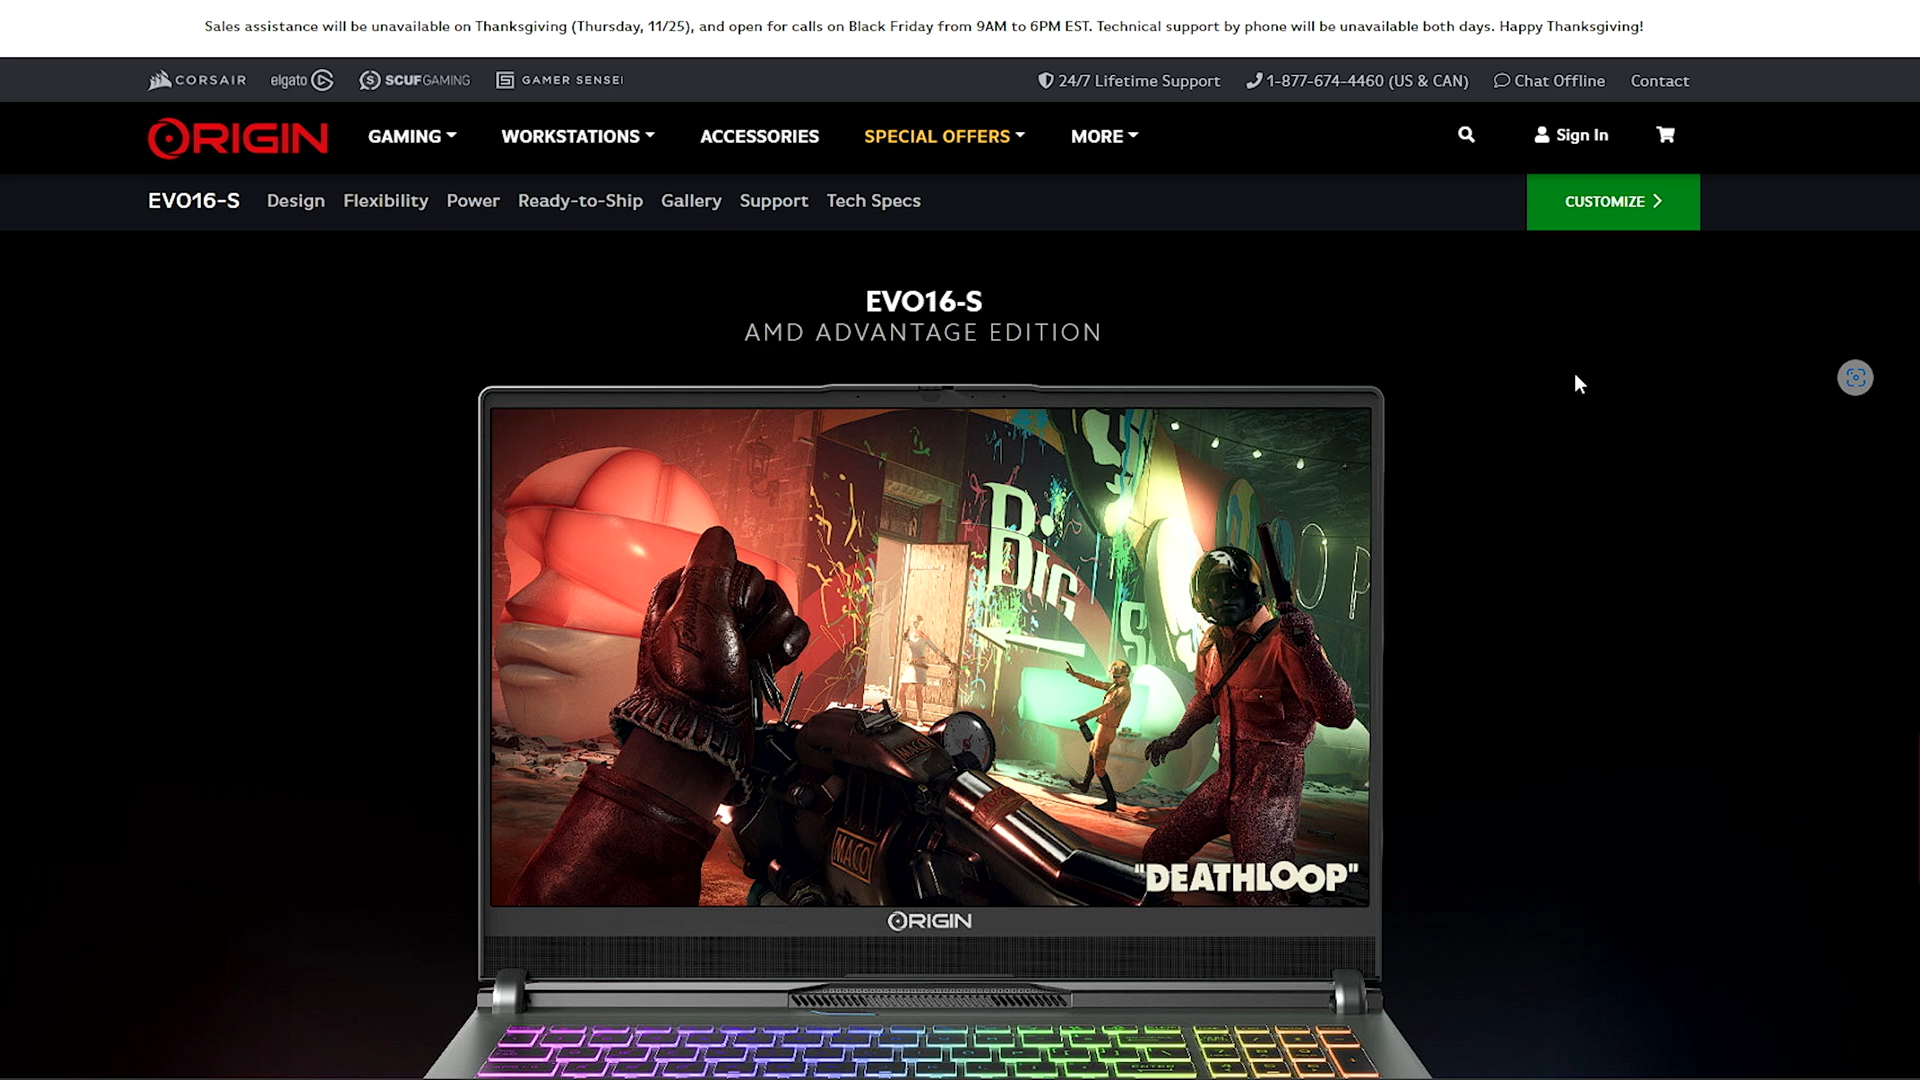 Sales assistance will be unavailable on Thanksgiving (Thursday, 11/25), and open for calls on Black Friday from 9AM to 6PM EST. Technical support by phone will be unavailable both days. Happy Thanksgiving!
CORSAIR elgato SCUFGAMING GAMER SENSEI 24/7 Lifetime Support 1-877-674-4460 (US & CAN) Chat Offline Contact
ORIGIN GAMING WORKSTATIONS ACCESSORIES SPECIAL OFFERS MORE Sign In
EVO16-S Design Flexibility Power Ready-to-Ship Gallery Support Tech Specs CUSTOMIZE
EVO16-S
AMD ADVANTAGE EDITION
BIG
MACO
MACO
"DEATHLOOP"
ORIGIN